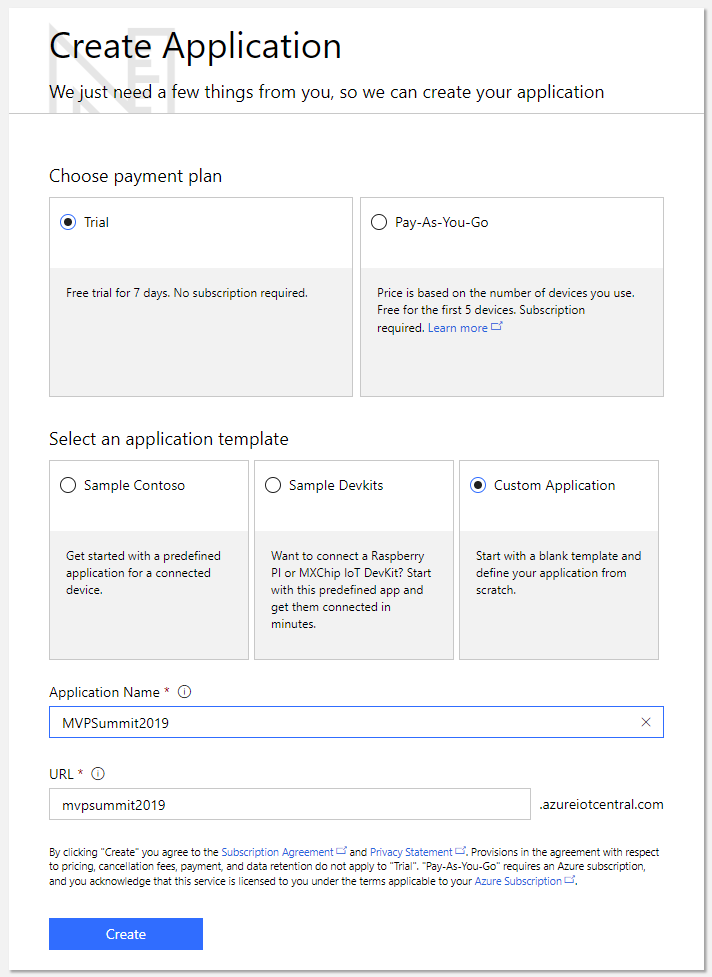 Create Application
We just need a few things from you, so we can create your application
Choose payment plan
Trial
Free trial for 7 days. No subscription required.
Pay-As-You-Go
Price is based on the number of devices you use.
Free for the first 5 devices. Subscription
required. Learn more
Select an application template
Sample Contoso
Get started with a predefined
application for a connected
device.
Sample Devkits
Want to connect a Raspberry
PI or MXChip IoT DevKit? Start
with this predefined app and
get them connected in
minutes.
Custom Application
Start with a blank template and
define your application from
scratch.
Application Name *
MVPSummit2019
URL *
mvpsummit2019
.azureiotcentral.com
By clicking "Create" you agree to the Subscription Agreement and Privacy Statement. Provisions in the agreement with respect
to pricing, cancellation fees, payment, and data retention do not apply to "Trial". "Pay-As-You-Go" requires an Azure subscription,
and you acknowledge that this service is licensed to you under the terms applicable to your Azure Subscription.
Create